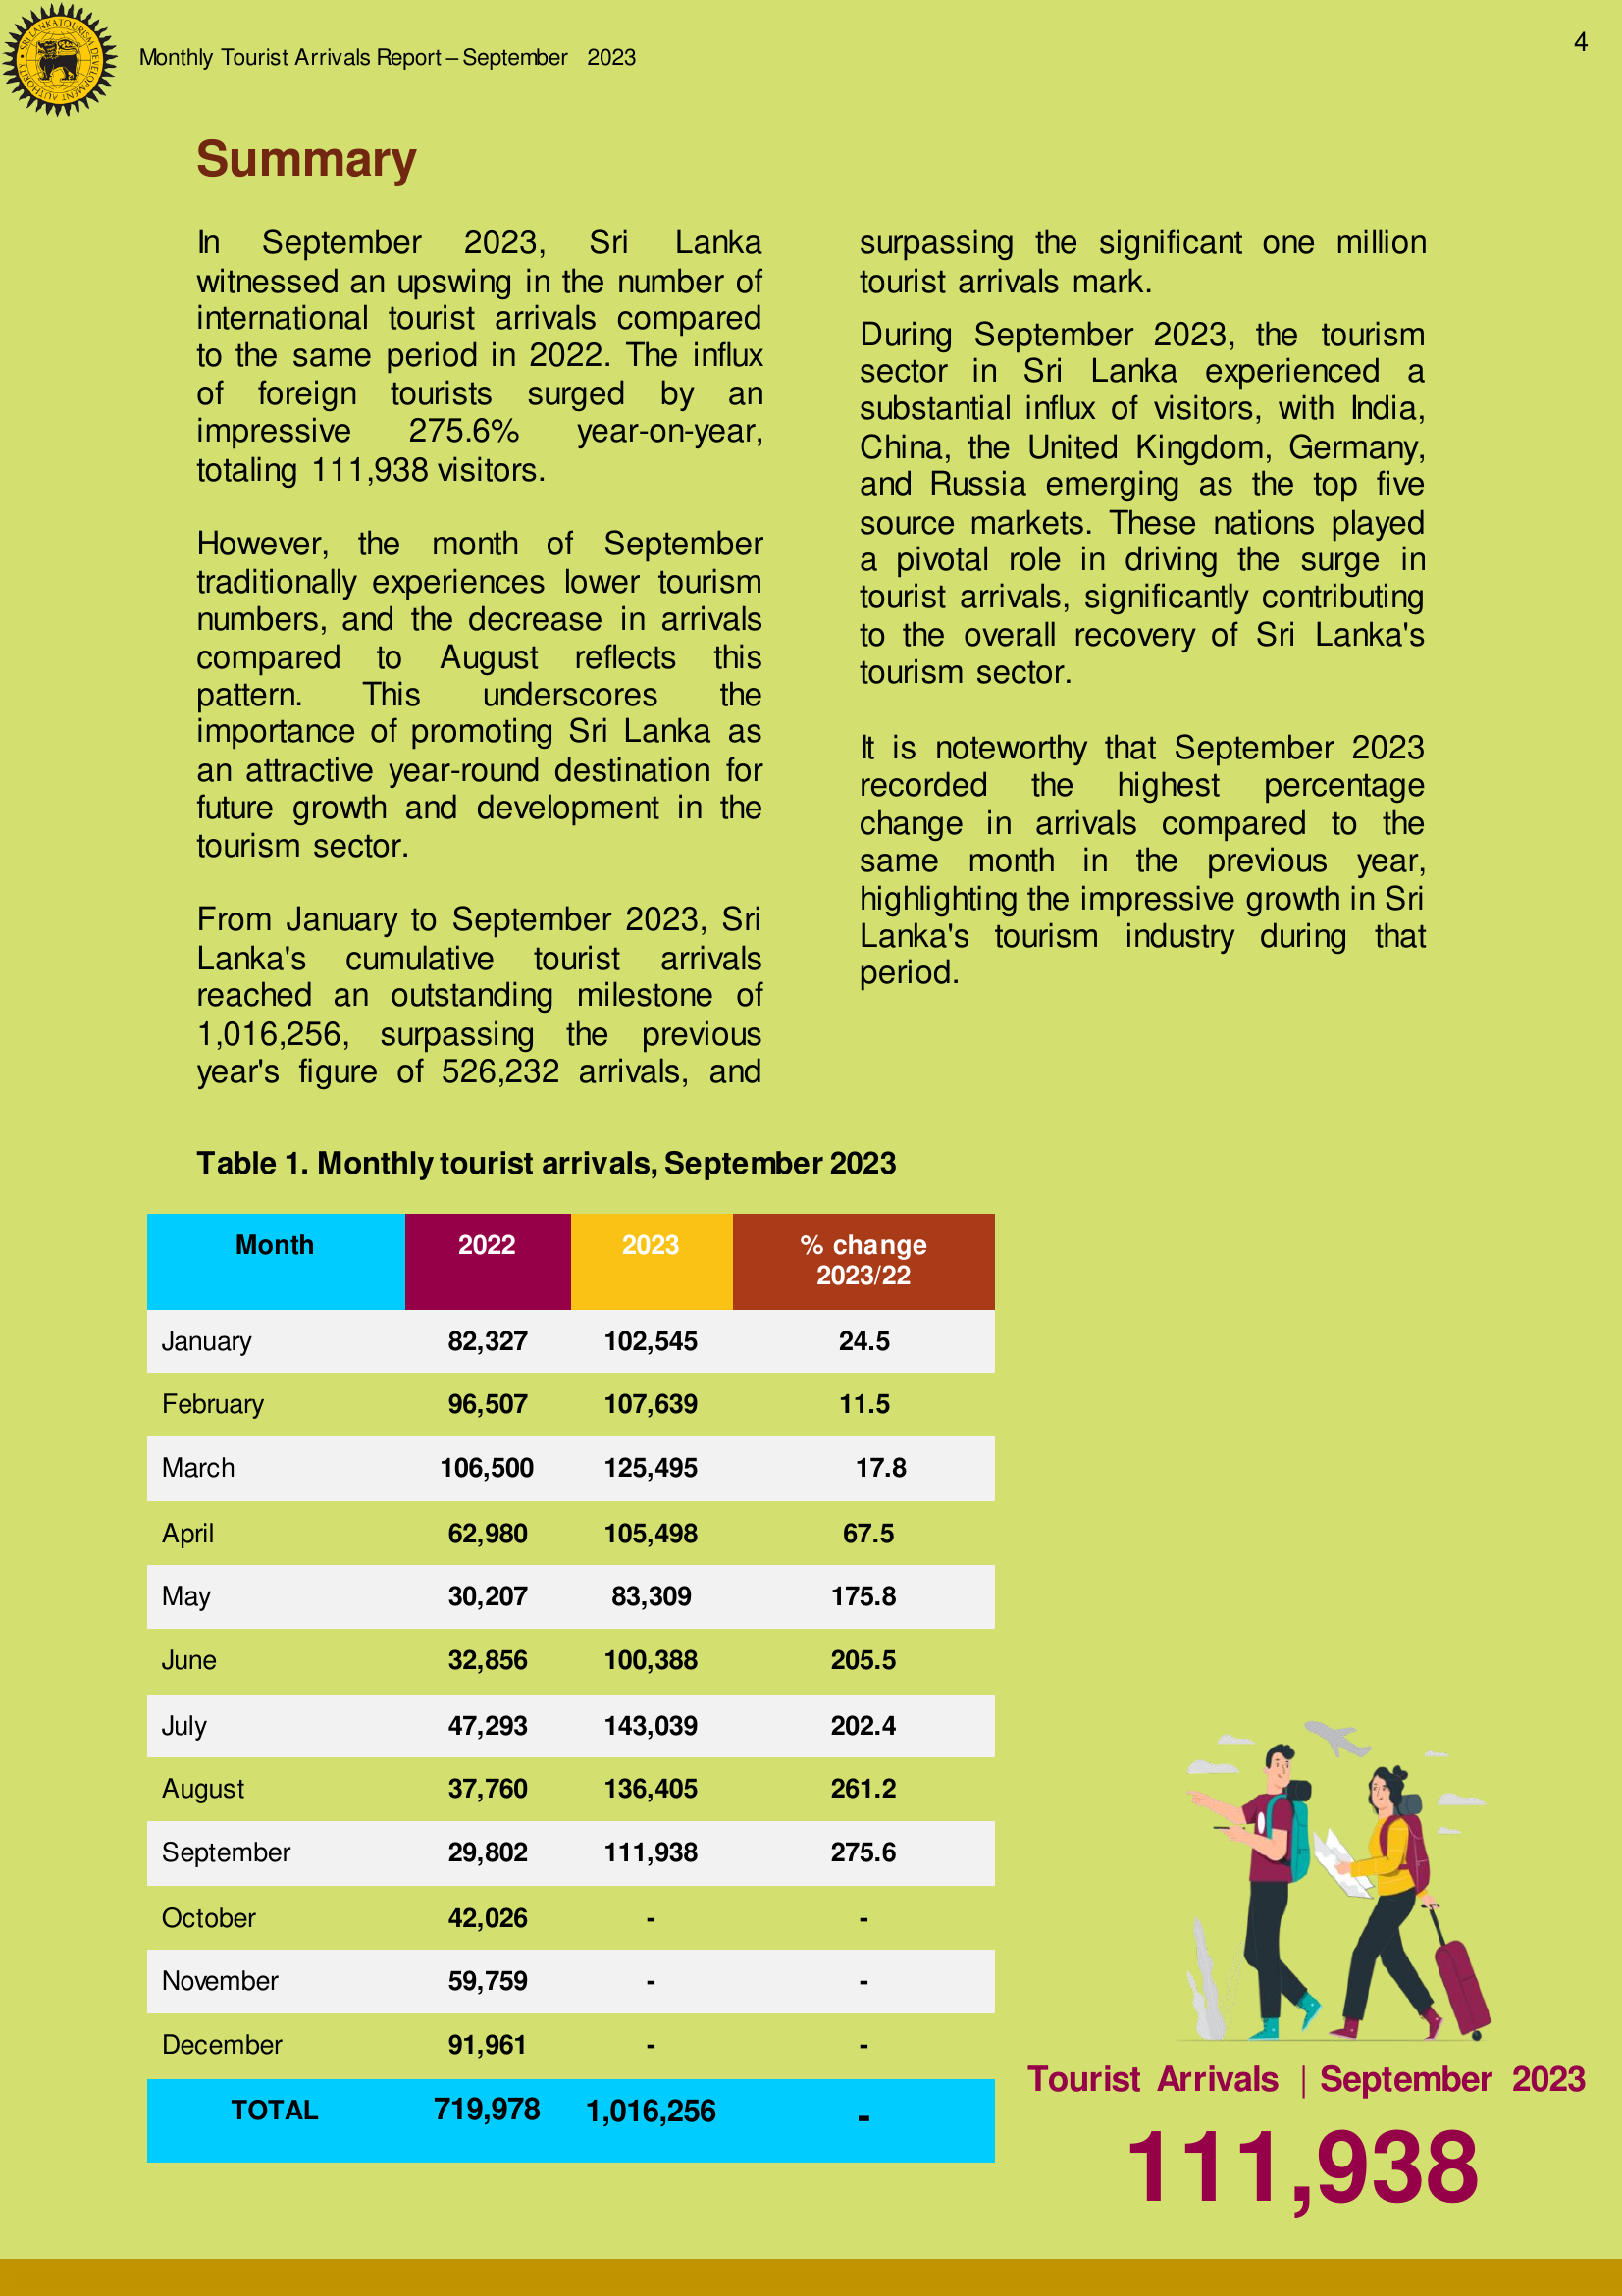 SRI LANKA TOURISM DEVELOPMENT AUTHORITY
Monthly Tourist Arrivals Report – September 2023
4
Summary
In September 2023, Sri Lanka
witnessed an upswing in the number of
international tourist arrivals compared
to the same period in 2022. The influx
of foreign tourists surged by an
impressive 275.6% year-on-year,
totaling 111,938 visitors.
However, the month of September
traditionally experiences lower tourism
numbers, and the decrease in arrivals
compared to August reflects this
pattern. This underscores the
importance of promoting Sri Lanka as
an attractive year-round destination for
future growth and development in the
tourism sector.
From January to September 2023, Sri
Lanka's cumulative tourist arrivals
reached an outstanding milestone of
1,016,256, surpassing the previous
year's figure of 526,232 arrivals, and
surpassing the significant one million
tourist arrivals mark.
During September 2023, the tourism
sector in Sri Lanka experienced a
substantial influx of visitors, with India,
China, the United Kingdom, Germany,
and Russia emerging as the top five
source markets. These nations played
a pivotal role in driving the surge in
tourist arrivals, significantly contributing
to the overall recovery of Sri Lanka's
tourism sector.
It is noteworthy that September 2023
recorded the highest percentage
change in arrivals compared to the
same month in the previous year,
highlighting the impressive growth in Sri
Lanka's tourism industry during that
period.
Table 1. Monthly tourist arrivals, September 2023
Month 2022 2023 % change
2023/22
January 82,327 102,545 24.5
February 96,507 107,639 11.5
March 106,500 125,495 17.8
April 62,980 105,498 67.5
May 30,207 83,309 175.8
June 32,856 100,388 205.5
July 47,293 143,039 202.4
August 37,760 136,405 261.2
September 29,802 111,938 275.6
October 42,026 - -
November 59,759 - -
December 91,961 - -
TOTAL 719,978 1,016,256 -
Tourist Arrivals | September 2023
111,938